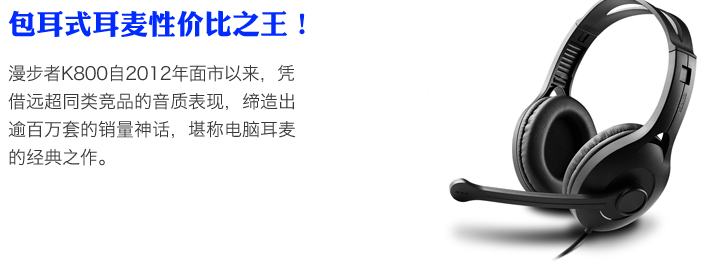 包耳式耳麦性价比之王！
漫步者K800自2012年面市以来，凭
借远超同类竞品的音质表现，缔造出
逾百万套的销量神话，堪称电脑耳麦
的经典之作。